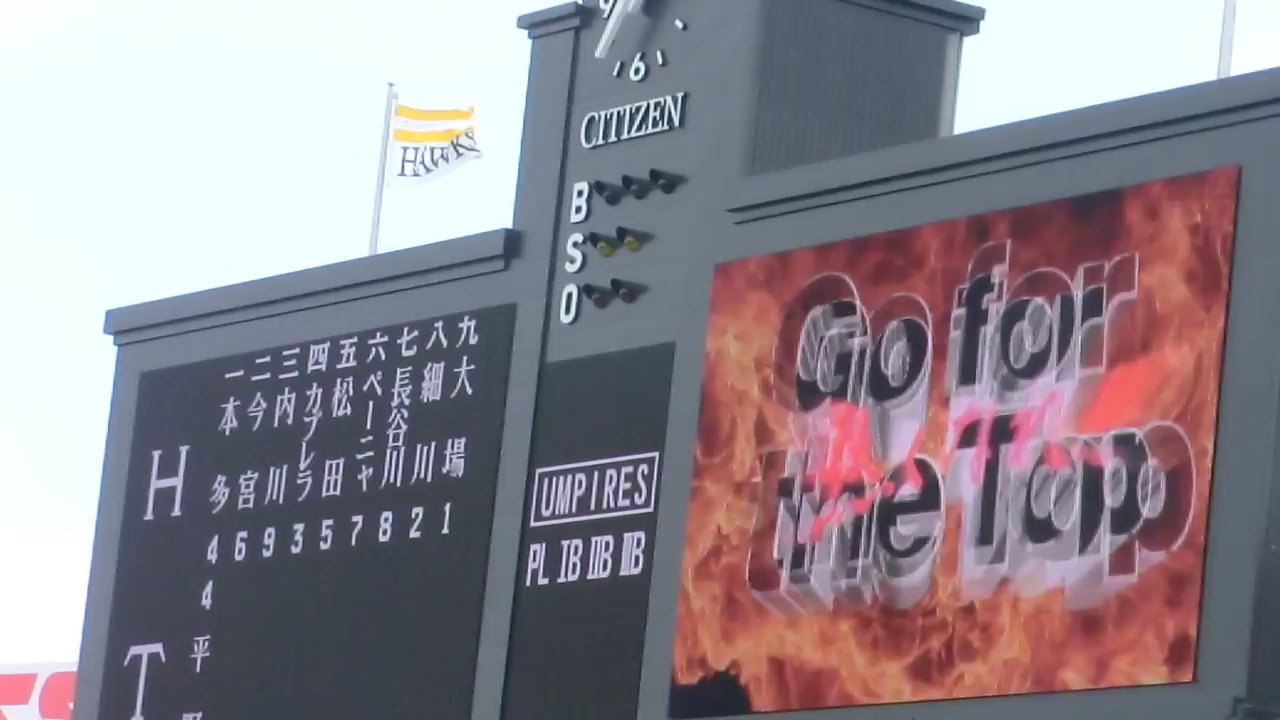 9
6
CITIZEN
HAWKS
B
S
O
一 二 三 四 五 六 七 八 九
本多 今宮 内川 カブレラ 松田 ペーニャ 長谷川 細川 大場
H
4 6 9 3 5 7 8 2 1
4
平
T
UMPIRES
PL ⅠB ⅡB ⅢB
Go for
the Top